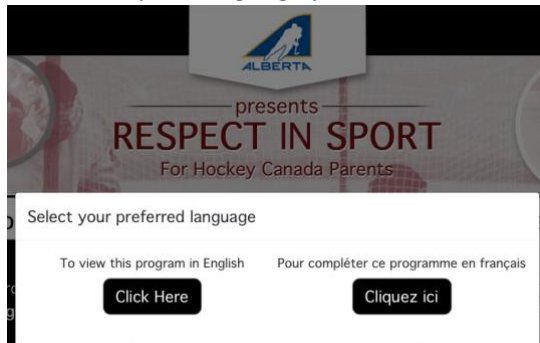 ALBERTA
presents
RESPECT IN SPORT
For Hockey Canada Parents
Select your preferred language
To view this program in English
Pour compléter ce programme en français
Click Here
Cliquez ici